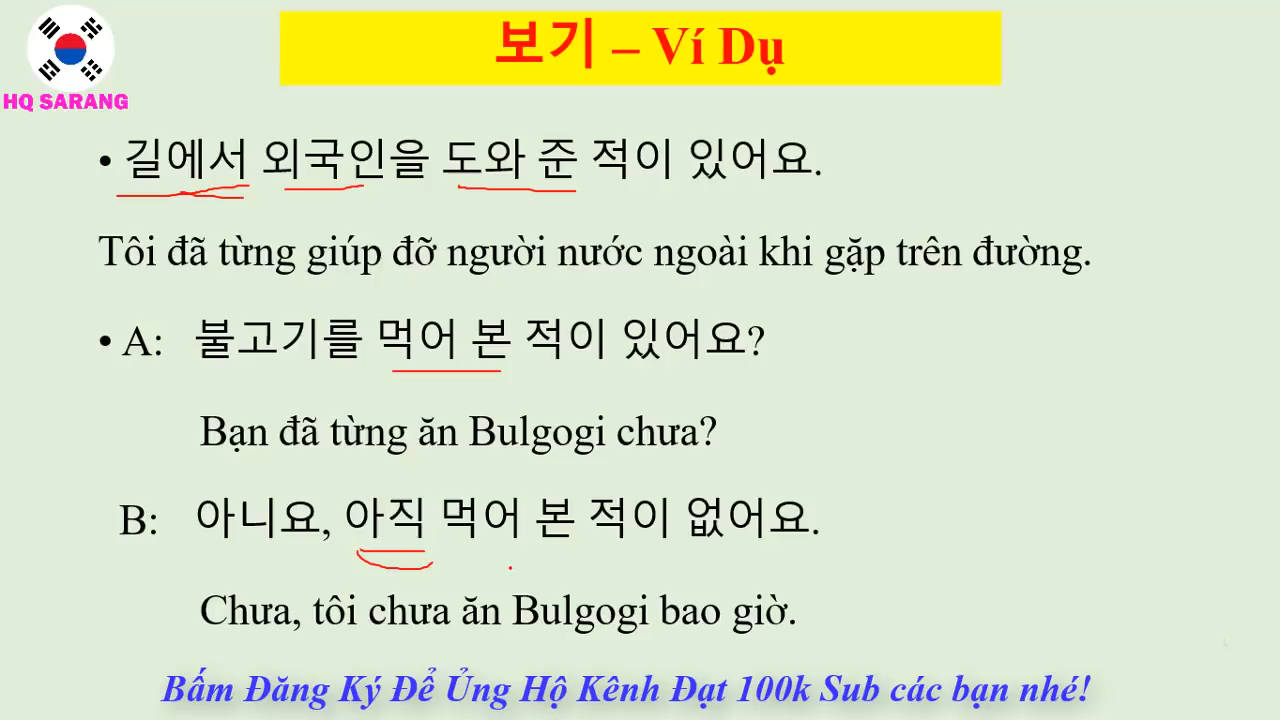 HQ SARANG
보기 – Ví Dụ
• 길에서 외국인을 도와 준 적이 있어요.
Tôi đã từng giúp đỡ người nước ngoài khi gặp trên đường.
• A: 불고기를 먹어 본 적이 있어요?
Bạn đã từng ăn Bulgogi chưa?
B: 아니요, 아직 먹어 본 적이 없어요.
Chưa, tôi chưa ăn Bulgogi bao giờ.
Bấm Đăng Ký Để Ủng Hộ Kênh Đạt 100k Sub các bạn nhé!